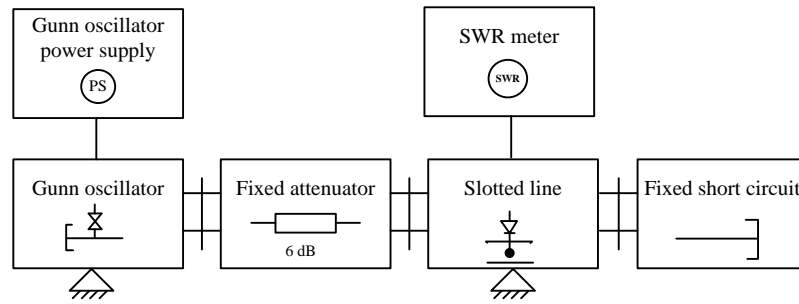 Gunn oscillator
power supply
PS
SWR meter
SWR
Gunn oscillator
Fixed attenuator
6 dB
Slotted line
Fixed short circuit